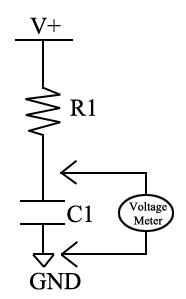 V+
R1
C1
Voltage
Meter
GND